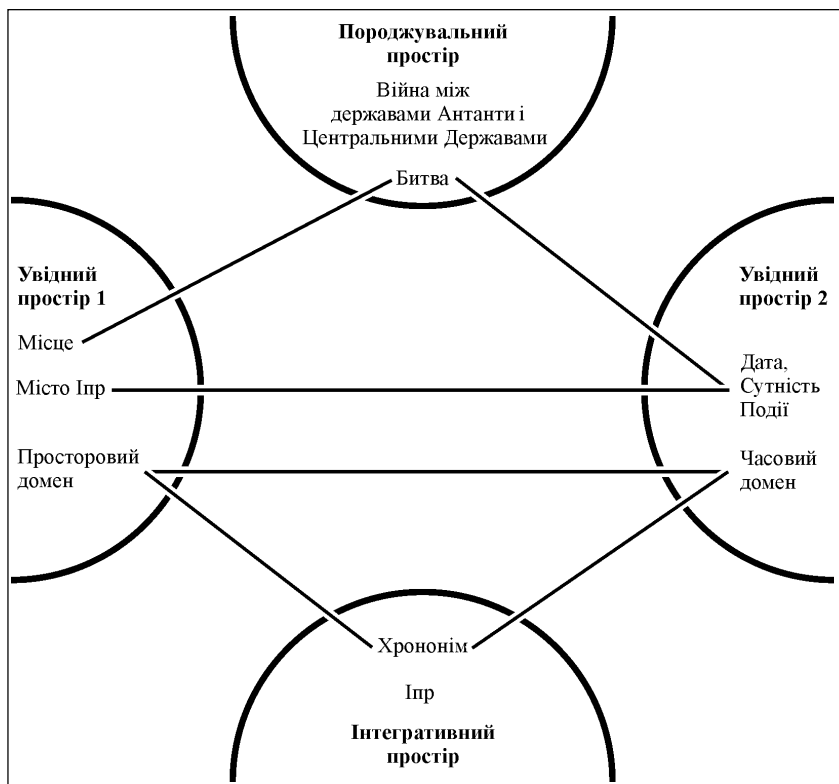 Породжувальний
простір
Війна між
державами Антанти і
Центральними Державами
Битва
Увідний
простір 1
Місце
Місто Іпр
Просторовий
домен
Увідний
простір 2
Дата,
Сутність
Події
Часовий
домен
Хрононім
Іпр
Інтегративний
простір